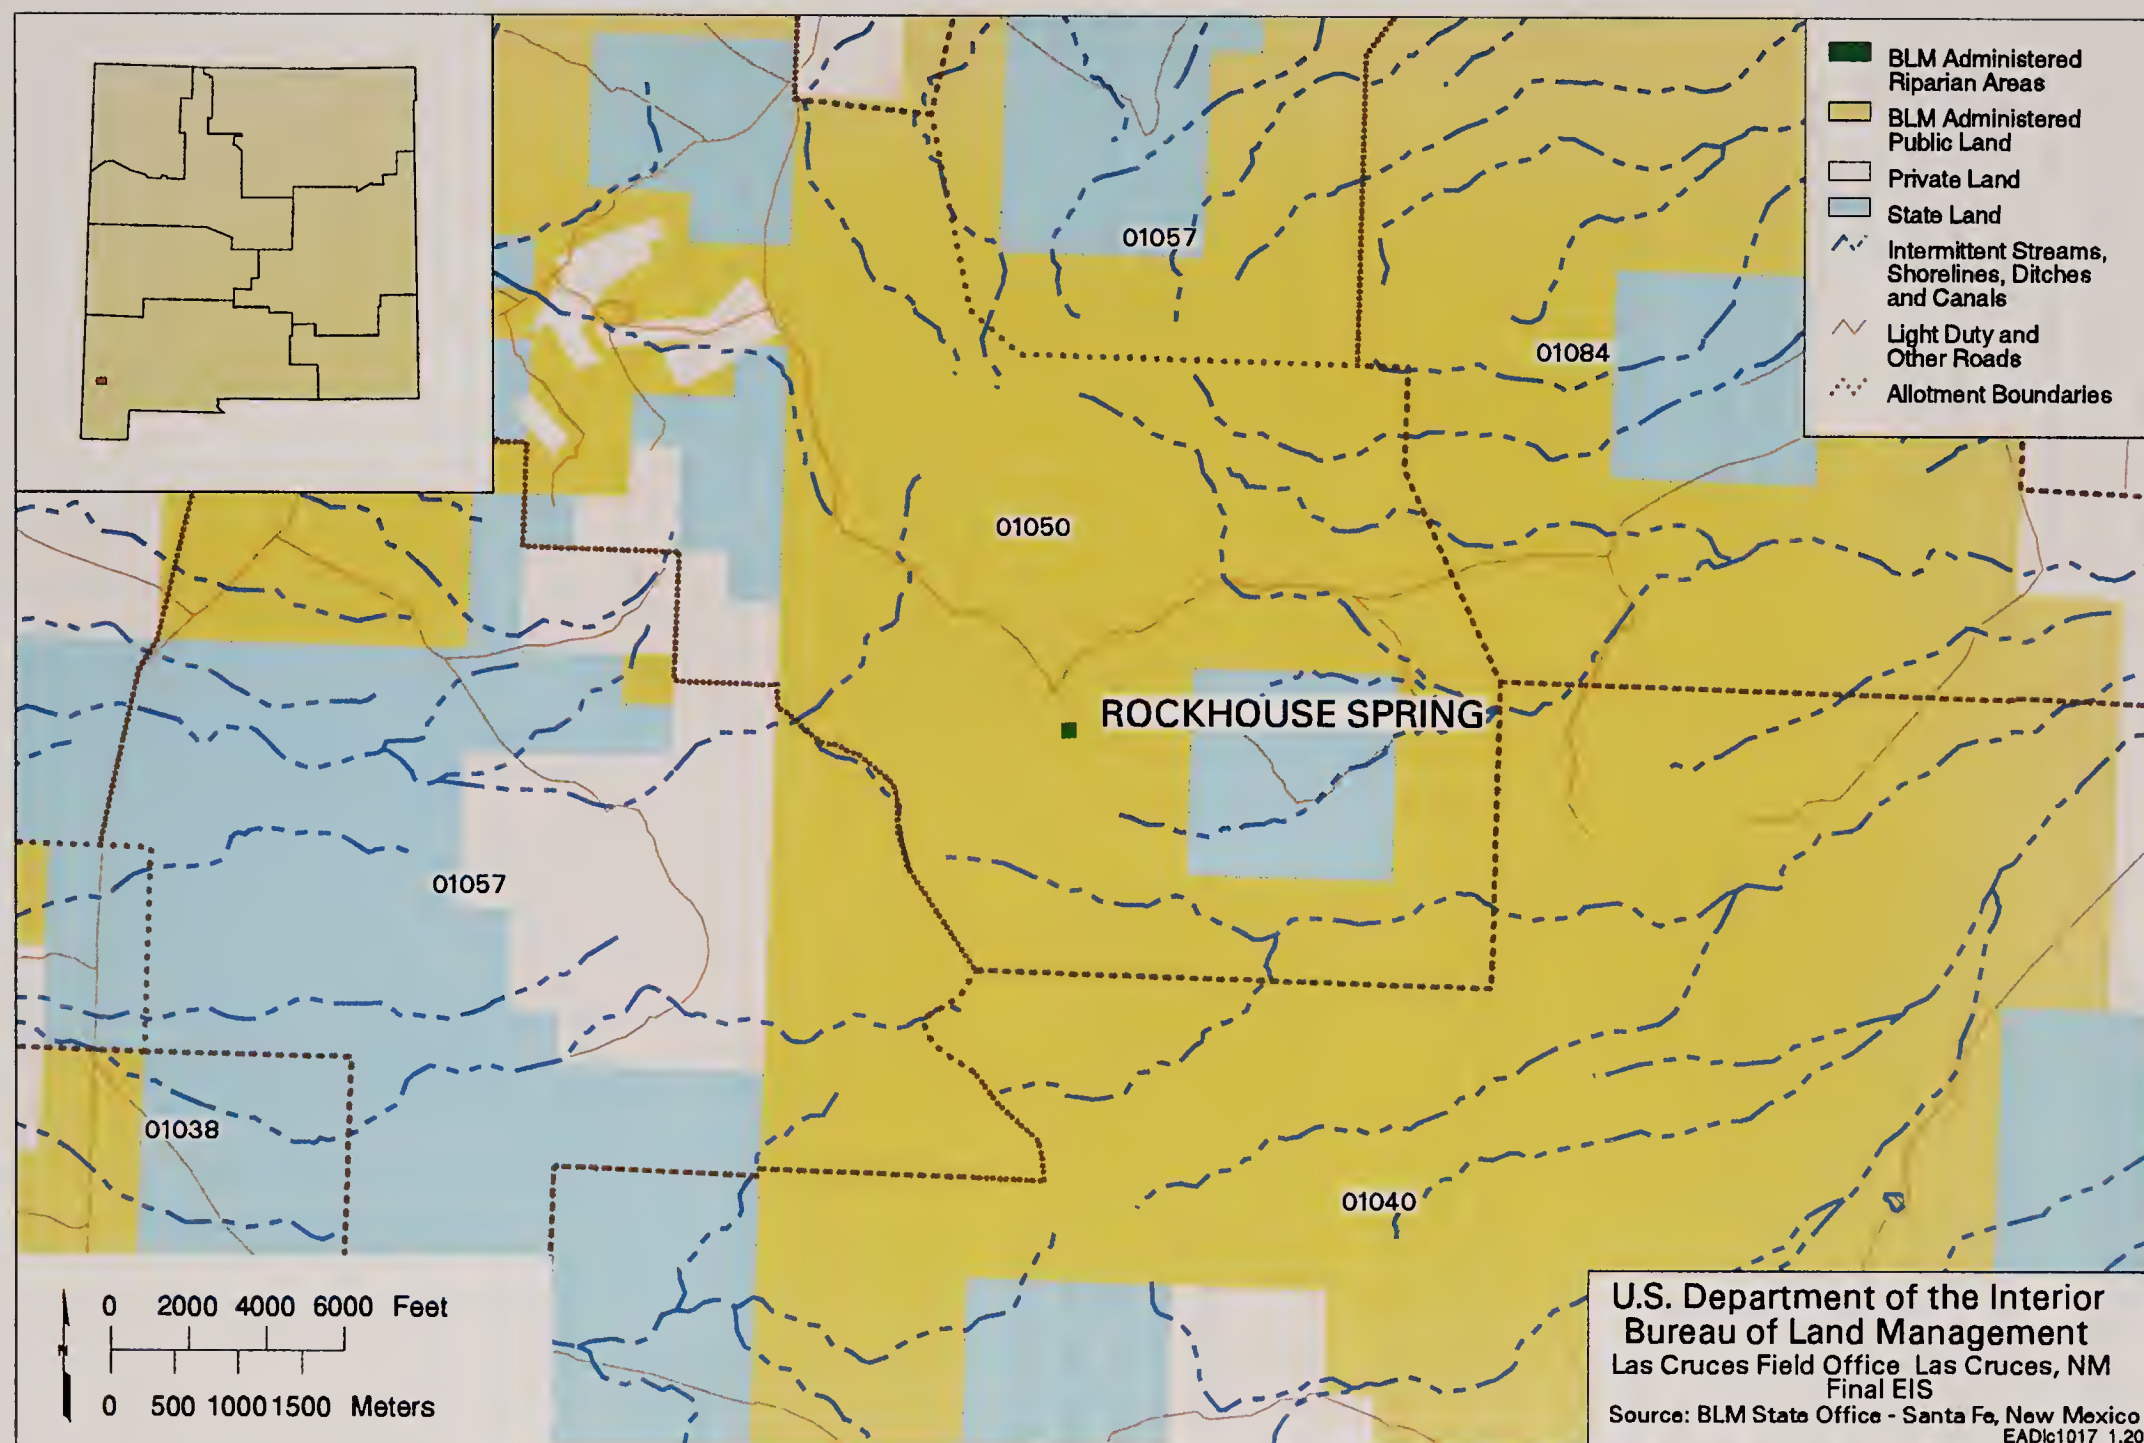 BLM Administered
Riparian Areas
BLM Administered
Public Land
Private Land
State Land
Intermittent Streams,
Shorelines, Ditches
and Canals
Light Duty and
Other Roads
Allotment Boundaries
01057
01084
01050
ROCKHOUSE SPRING
01057
01038
01040
0 2000 4000 6000 Feet
N
0 500 1000 1500 Meters
U.S. Department of the Interior
Bureau of Land Management
Las Cruces Field Office Las Cruces, NM
Final EIS
Source: BLM State Office - Santa Fe, New Mexico
EADlc1017 1.20